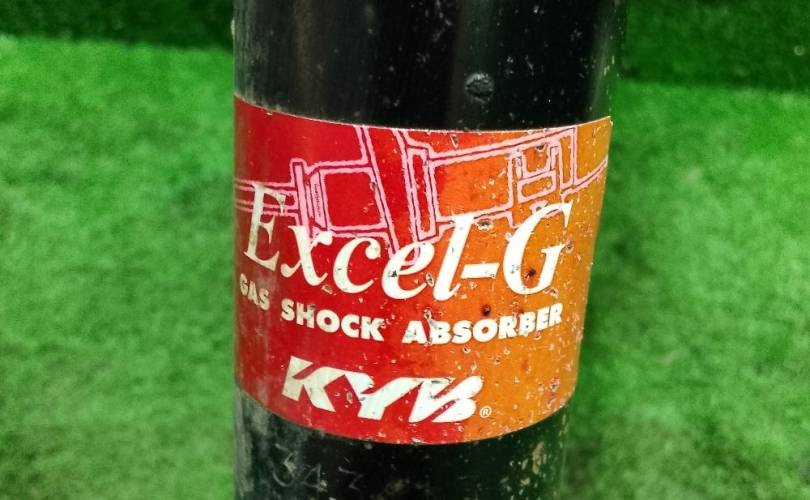 Excel-G
GAS SHOCK ABSORBER
KYB®